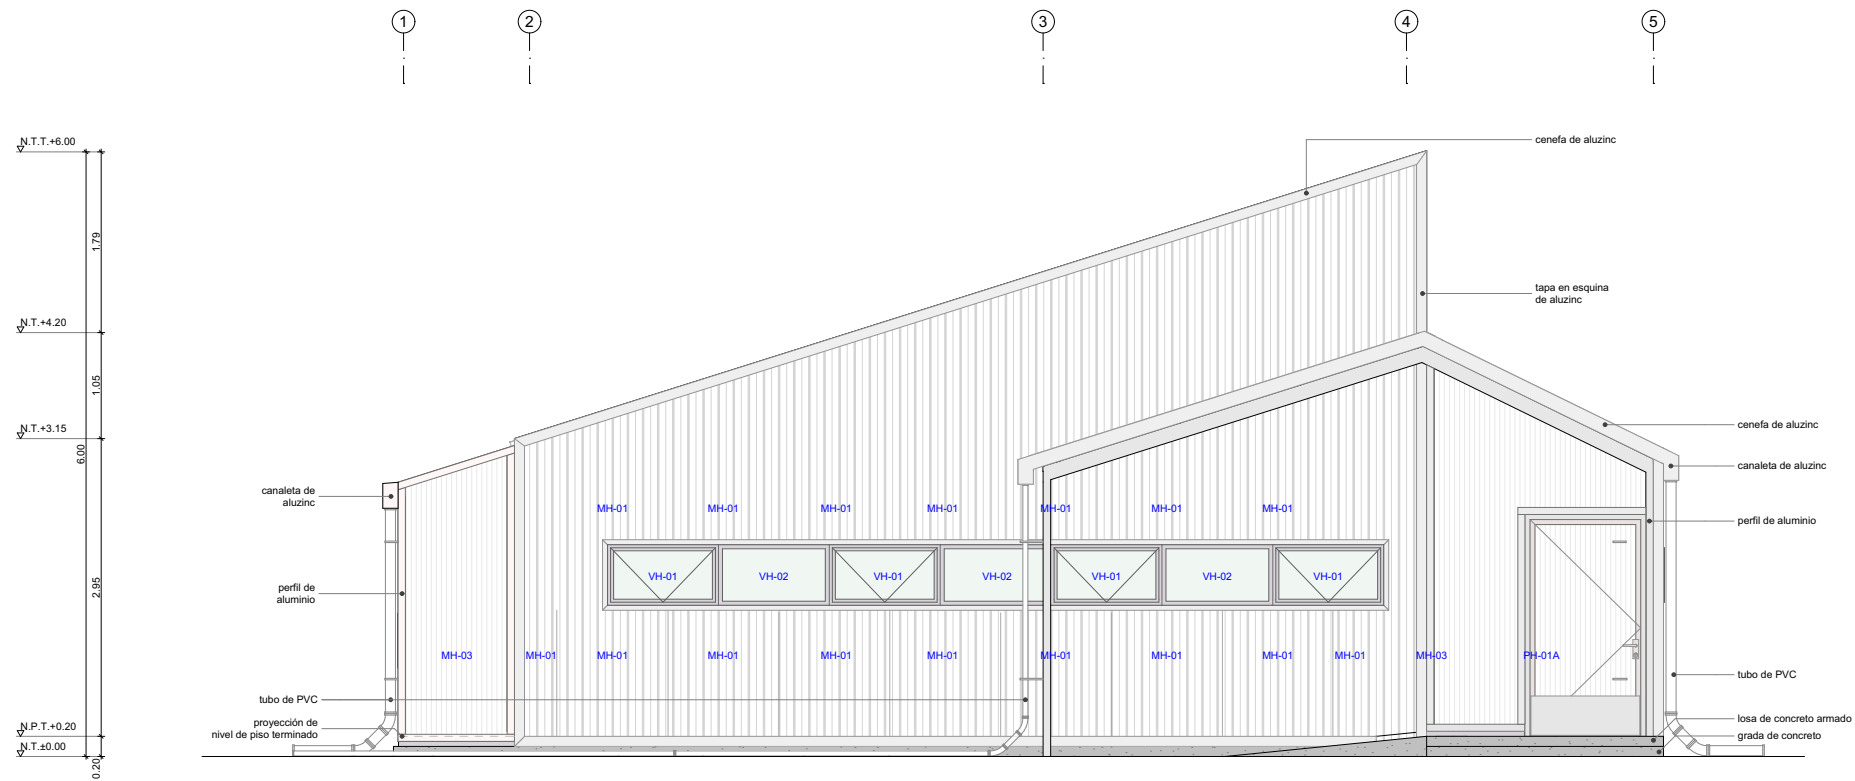 1 2 3 4 5
N.T.T.+6.00
cenefa de aluzinc
1.79
tapa en esquina
de aluzinc
N.T.+4.20
1.05
N.T.+3.15
6.00
cenefa de aluzinc
canaleta de aluzinc
canaleta de
aluzinc
MH-01 MH-01 MH-01 MH-01 MH-01 MH-01 MH-01
perfil de aluminio
VH-01 VH-02 VH-01 VH-02 VH-01 VH-02 VH-01
2.95
perfil de
aluminio
MH-03 MH-01 MH-01 MH-01 MH-01 MH-01 MH-01 MH-01 MH-01 MH-01 MH-03 PH-01A
tubo de PVC
tubo de PVC
proyección de
nivel de piso terminado
losa de concreto armado
grada de concreto
N.P.T.+0.20
N.T.±0.00
0.20